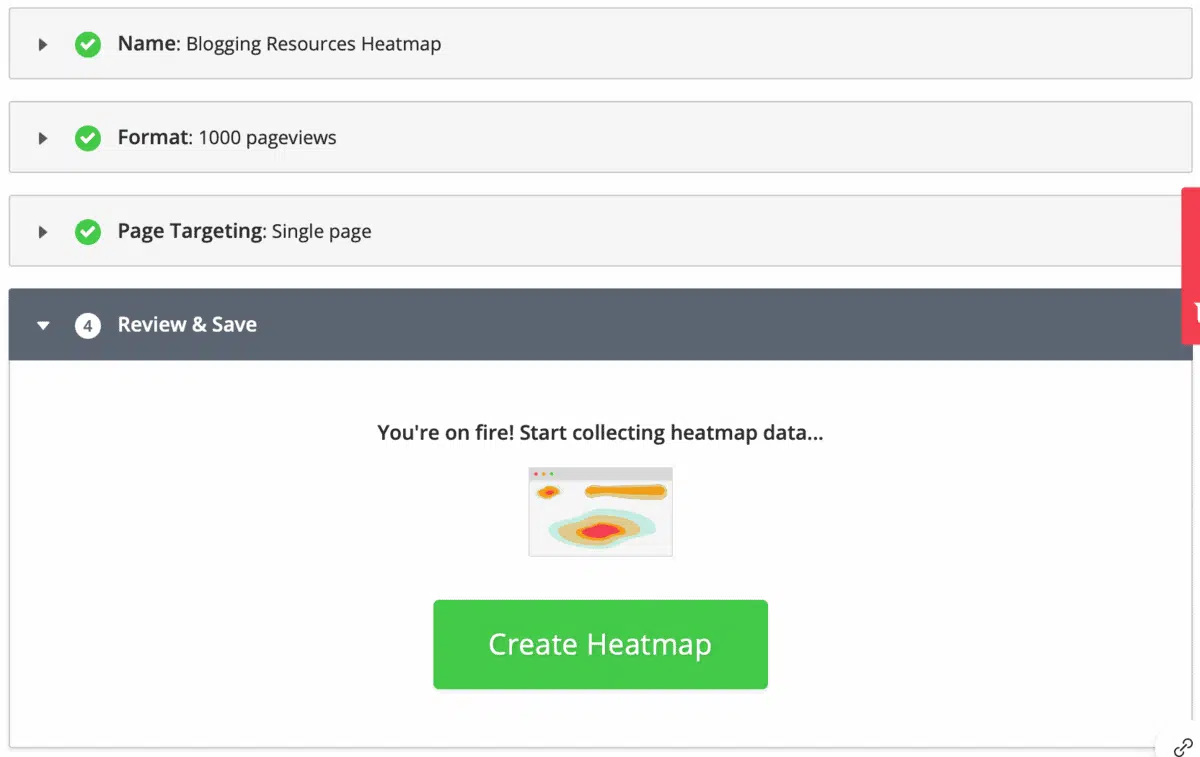 Name: Blogging Resources Heatmap
Format: 1000 pageviews
Page Targeting: Single page
4 Review & Save
You're on fire! Start collecting heatmap data...
Create Heatmap